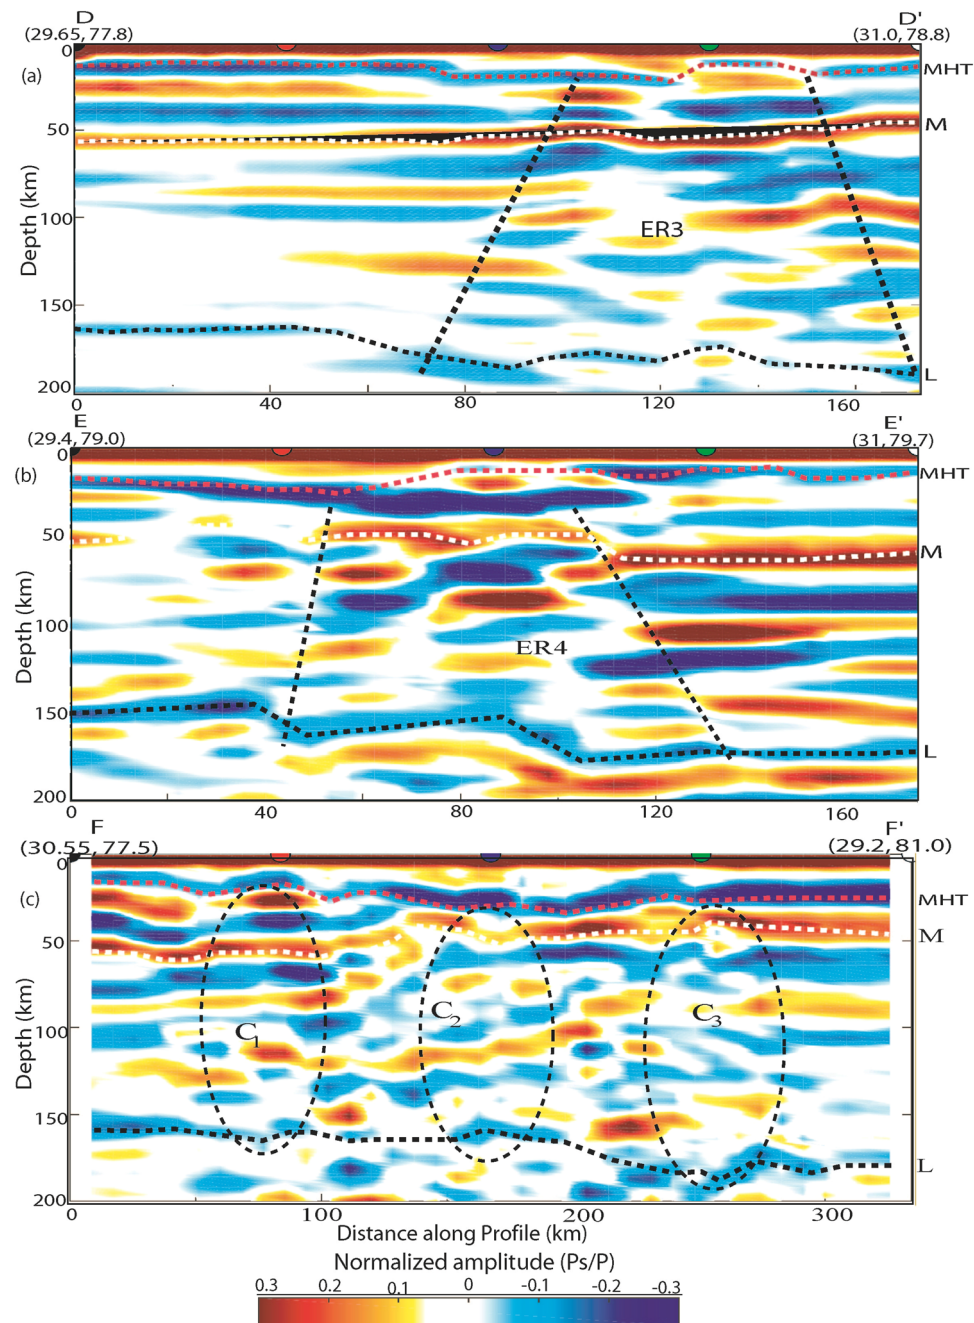 D D'
(29.65, 77.8) (31.0, 78.8)
0
(a) MHT
50 M
100
ER3
Depth (km)
150
200 L
0 40 80 120 160
E E'
(29.4, 79.0) (31, 79.7)
0
(b) MHT
50 M
100
ER4
Depth (km)
150 L
200
0 40 80 120 160
F F'
(30.55, 77.5) (29.2, 81.0)
0
(c) MHT
50 M
Depth (km)
100 C1 C2 C3
150
L
200
0 100 200 300
Distance along Profile (km)
Normalized amplitude (Ps/P)
0.3 0.2 0.1 0 -0.1 -0.2 -0.3